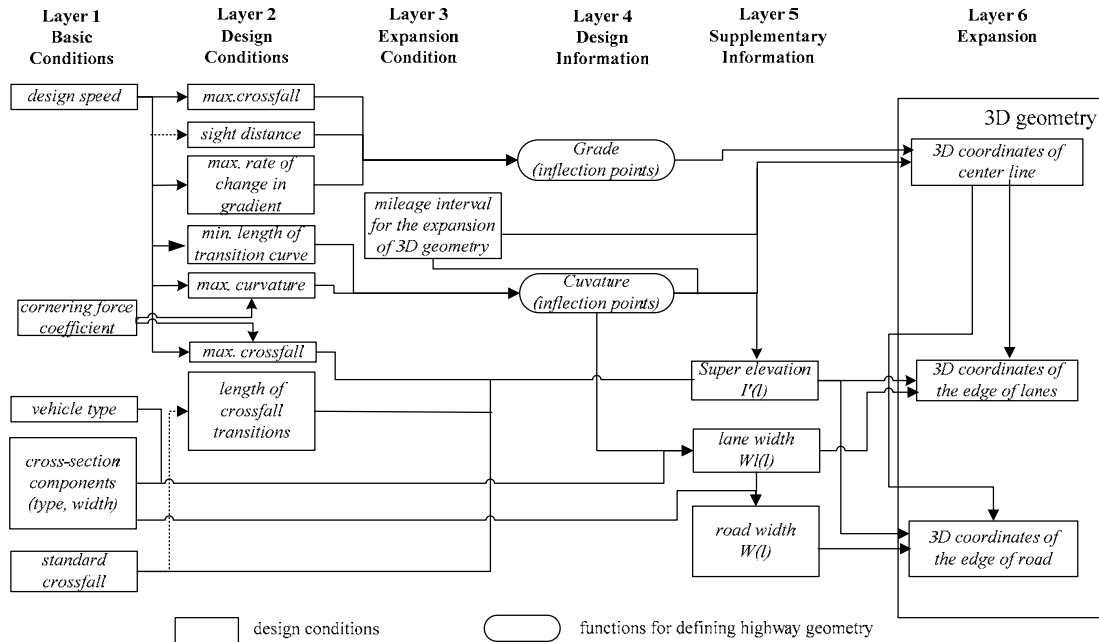 Layer 1
Basic
Conditions
Layer 2
Design
Conditions
Layer 3
Expansion
Condition
Layer 4
Design
Information
Layer 5
Supplementary
Information
Layer 6
Expansion
design speed
cornering force
coefficient
vehicle type
cross-section
components
(type, width)
standard
crossfall
max.crossfall
sight distance
max. rate of
change in
gradient
min. length of
transition curve
max. curvature
max. crossfall
length of
crossfall
transitions
mileage interval
for the expansion
of 3D geometry
Grade
(inflection points)
Cuvature
(inflection points)
Super elevation
I'(l)
lane width
Wl(l)
road width
W(l)
3D geometry
3D coordinates of
center line
3D coordinates of
the edge of lanes
3D coordinates of
the edge of road
design conditions
functions for defining highway geometry